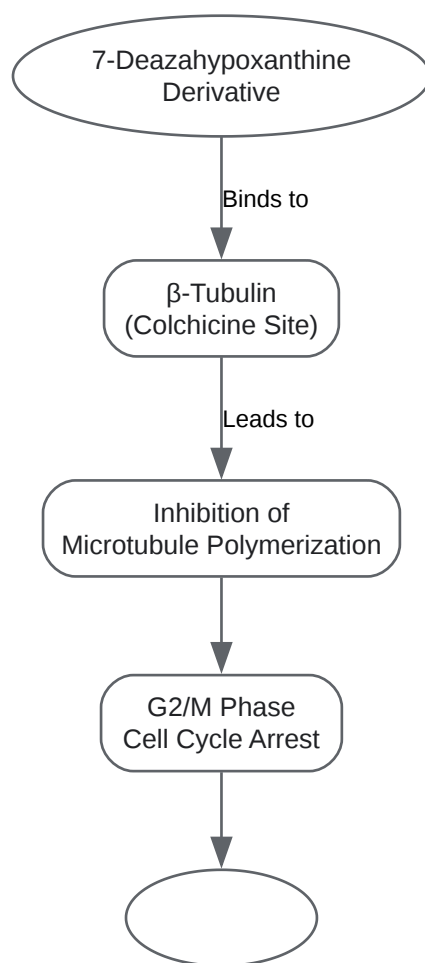 7-Deazahypoxanthine
Derivative
Binds to
β-Tubulin
(Colchicine Site)
Leads to
Inhibition of
Microtubule Polymerization
G2/M Phase
Cell Cycle Arrest